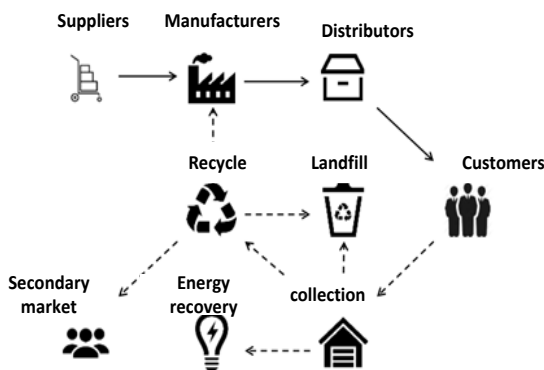 Suppliers
Manufacturers
Distributors
Recycle
Landfill
Customers
Secondary
market
Energy
recovery
collection